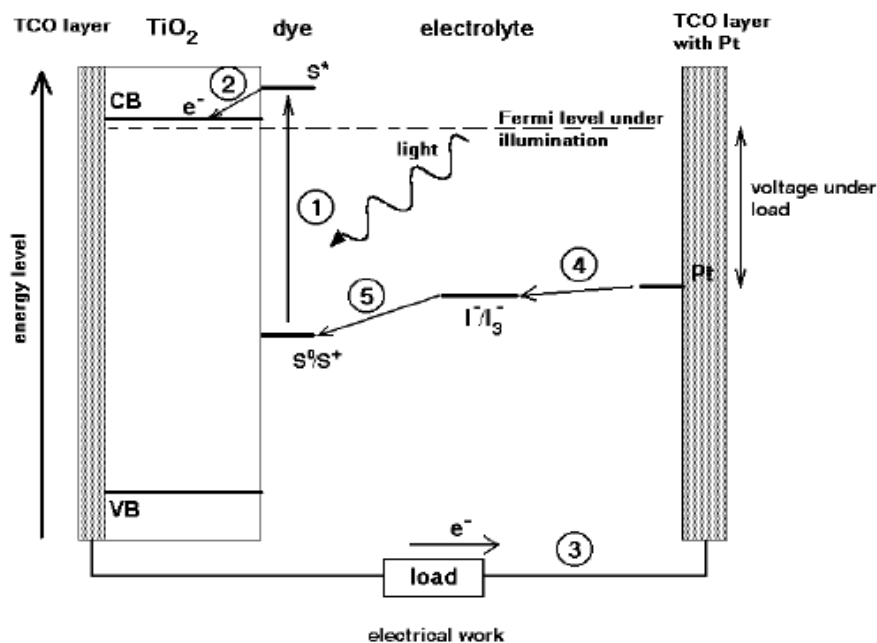 TCO layer
TiO₂
dye
electrolyte
TCO layer
with Pt
S*
②
e⁻
CB
Fermi level under
illumination
light
①
voltage under
load
energy level
④
Pt
⑤
I⁻/I₃⁻
S⁰/S⁺
VB
e⁻
③
load
electrical work